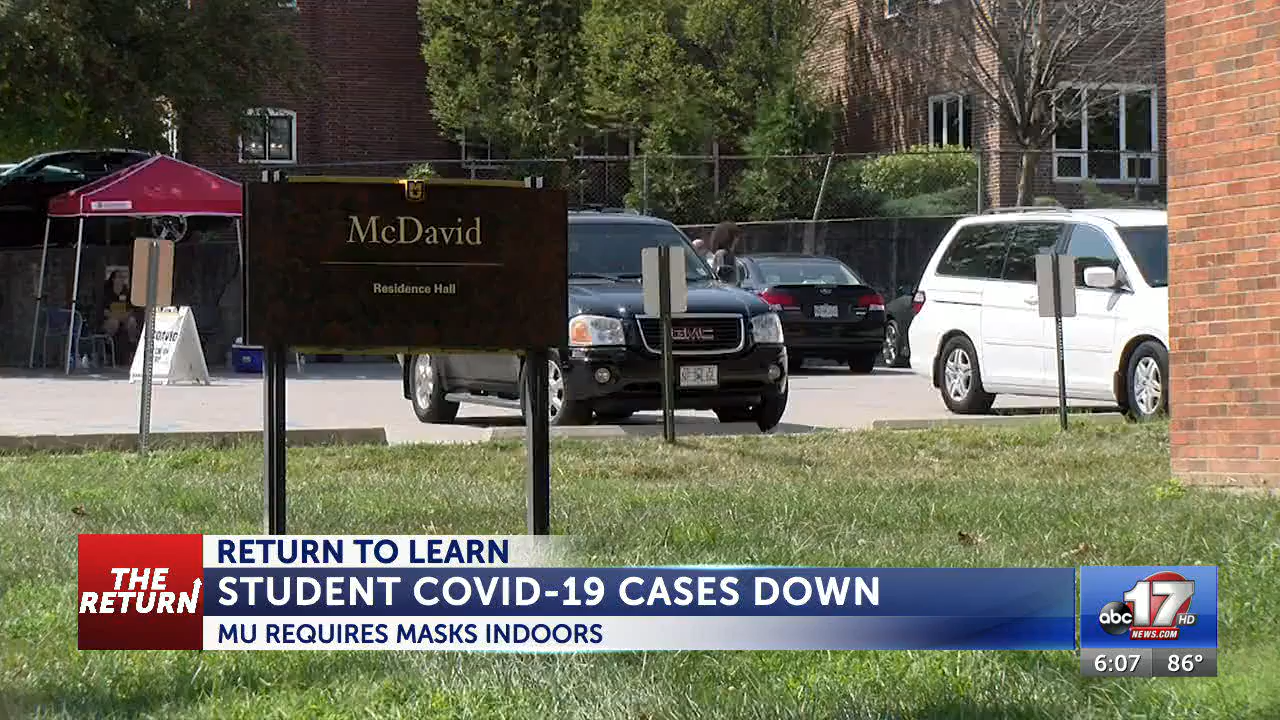 McDavid
Residence Hall
GMC
THE RETURN
RETURN TO LEARN
STUDENT COVID-19 CASES DOWN
MU REQUIRES MASKS INDOORS
abc 17 HD
NEWS.COM
6:07 86°